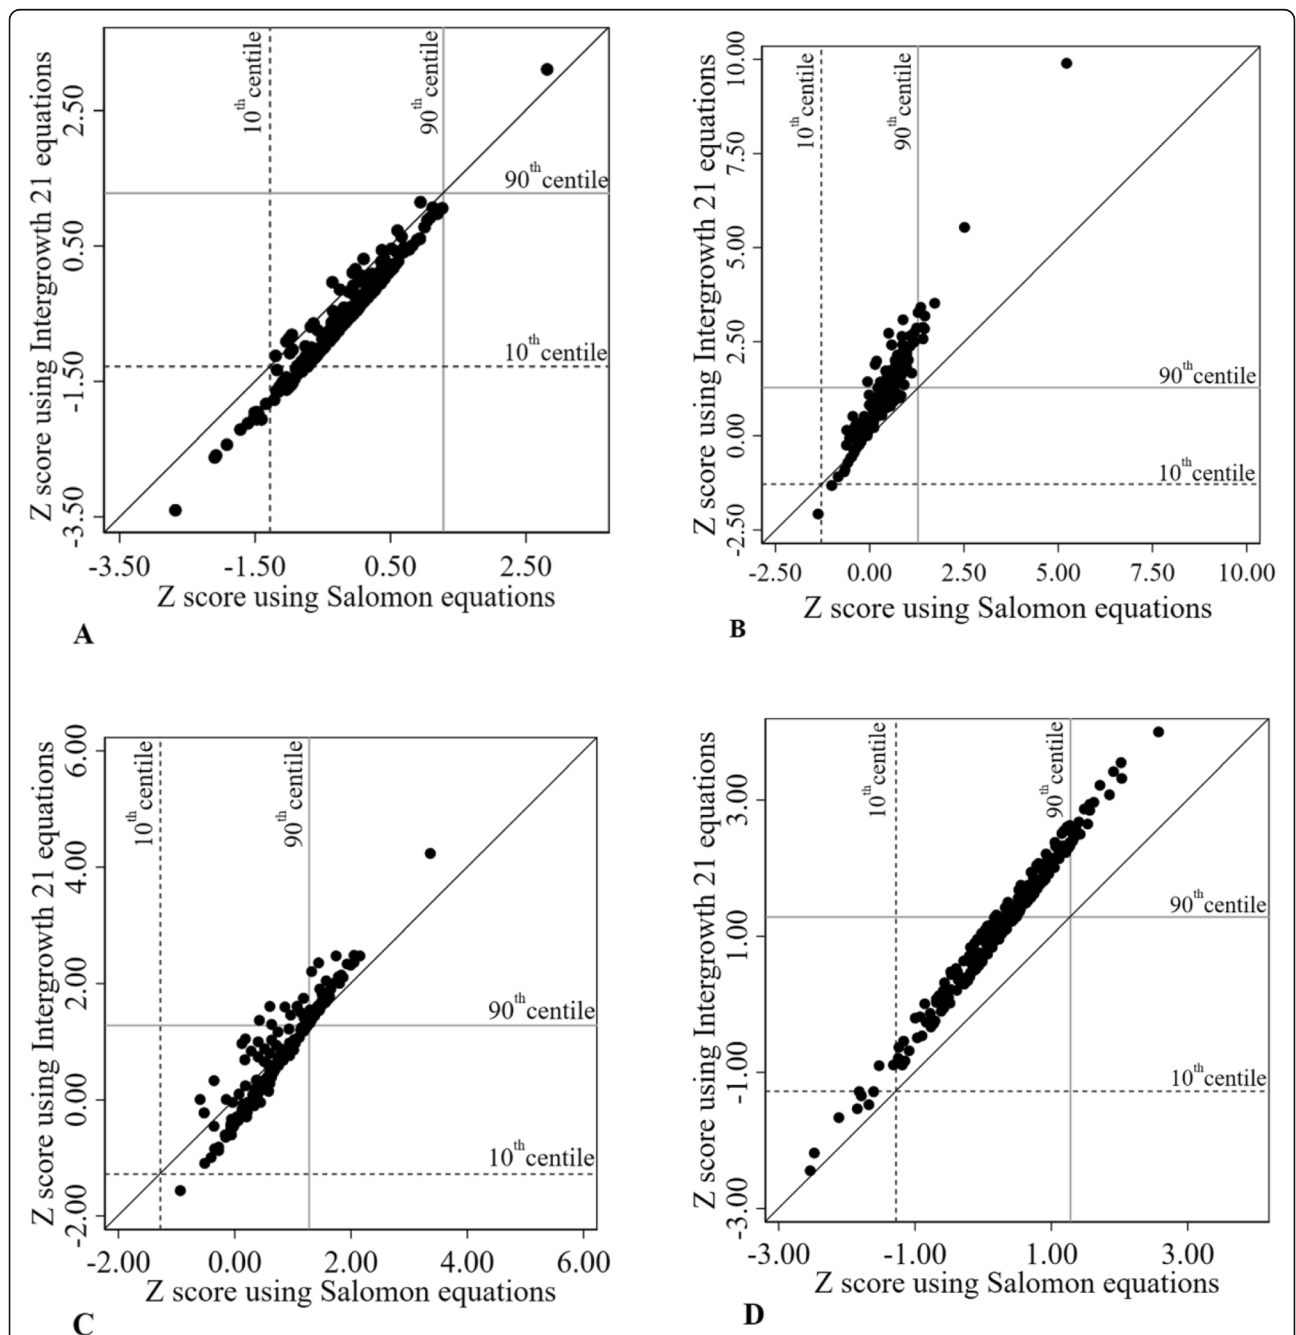 Z score using Intergrowth 21 equations
10th centile
90th centile
90th centile
10th centile
2.50
0.50
-1.50
-3.50
-3.50 -1.50 0.50 2.50
Z score using Salomon equations
A
Z score using Intergrowth 21 equations
10th centile
90th centile
90th centile
10th centile
10.00
7.50
5.00
2.50
0.00
-2.50
-2.50 0.00 2.50 5.00 7.50 10.00
Z score using Salomon equations
B
Z score using Intergrowth 21 equations
10th centile
90th centile
90th centile
10th centile
6.00
4.00
2.00
0.00
-2.00
-2.00 0.00 2.00 4.00 6.00
Z score using Salomon equations
C
Z score using Intergrowth 21 equations
10th centile
90th centile
90th centile
10th centile
3.00
1.00
-1.00
-3.00
-3.00 -1.00 1.00 3.00
Z score using Salomon equations
D